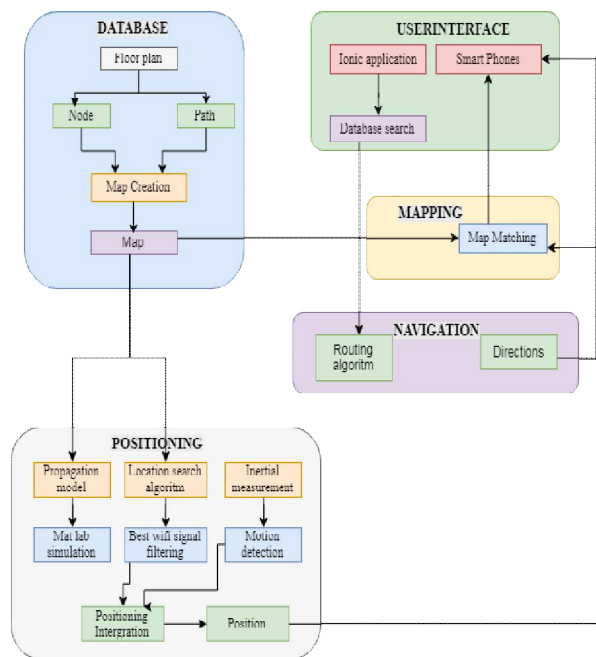 DATABASE
Floor plan
Node
Path
Map Creation
Map
USERINTERFACE
Ionic application
Smart Phones
Database search
MAPPING
Map Matching
NAVIGATION
Routing
algoritm
Directions
POSITIONING
Propagation
model
Location search
algoritm
Inertial
measurement
Mat lab
simulation
Best wifi signal
filtering
Motion
detection
Positioning
Intergration
Position